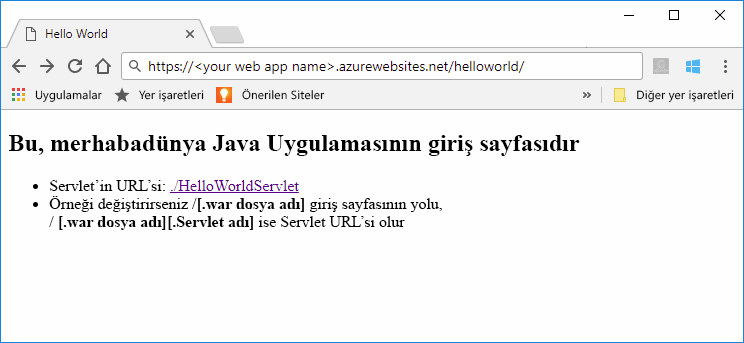 Hello World
https://<your web app name>.azurewebsites.net/helloworld/
Uygulamalar Yer işaretleri Önerilen Siteler » Diğer yer işaretleri
Bu, merhabadünya Java Uygulamasının giriş sayfasıdır
• Servlet’in URL’si: ./HelloWorldServlet
• Örneği değiştirirseniz /[.war dosya adı] giriş sayfasının yolu,
/ [.war dosya adı][.Servlet adı] ise Servlet URL’si olur